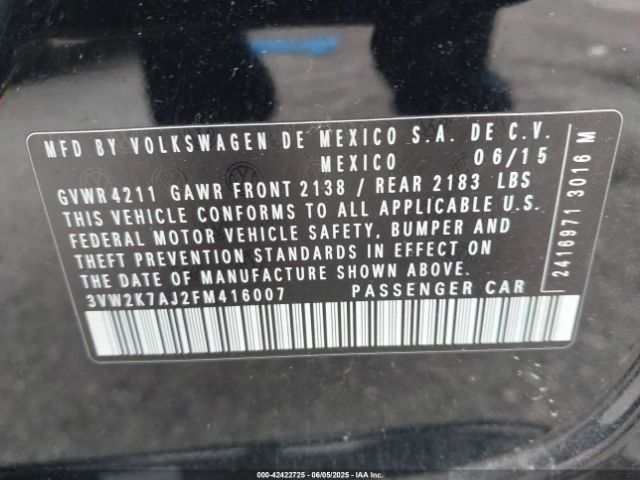 MFD BY VOLKSWAGEN DE MEXICO S.A. DE C.V.
MEXICO 06/15
GVWR 4211 GAWR FRONT 2138 / REAR 2183 LBS
THIS VEHICLE CONFORMS TO ALL APPLICABLE U.S.
FEDERAL MOTOR VEHICLE SAFETY, BUMPER AND
THEFT PREVENTION STANDARDS IN EFFECT ON
THE DATE OF MANUFACTURE SHOWN ABOVE.
3VW2K7AJ2FM416007 PASSENGER CAR
2416971 3016 M
000-42422725 - 06/05/2025 - IAA Inc.